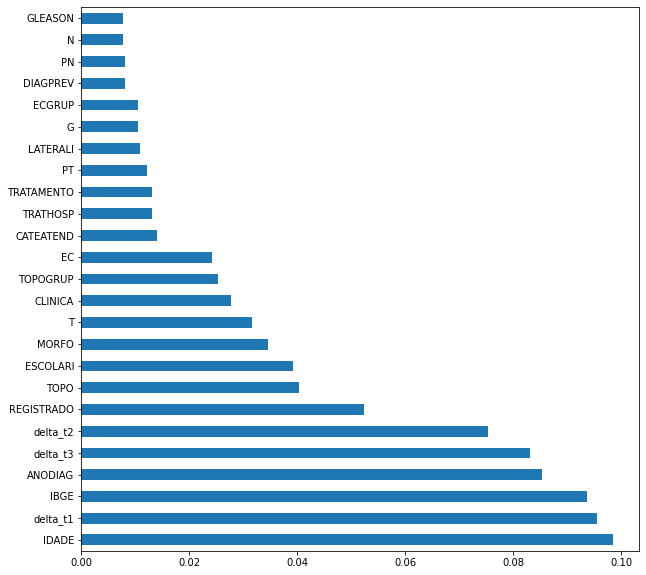 GLEASON
N
PN
DIAGPREV
ECGRUP
G
LATERALI
PT
TRATAMENTO
TRATHOSP
CATEATEND
EC
TOPOGRUP
CLINICA
T
MORFO
ESCOLARI
TOPO
REGISTRADO
delta_t2
delta_t3
ANODIAG
IBGE
delta_t1
IDADE
0.00 0.02 0.04 0.06 0.08 0.10